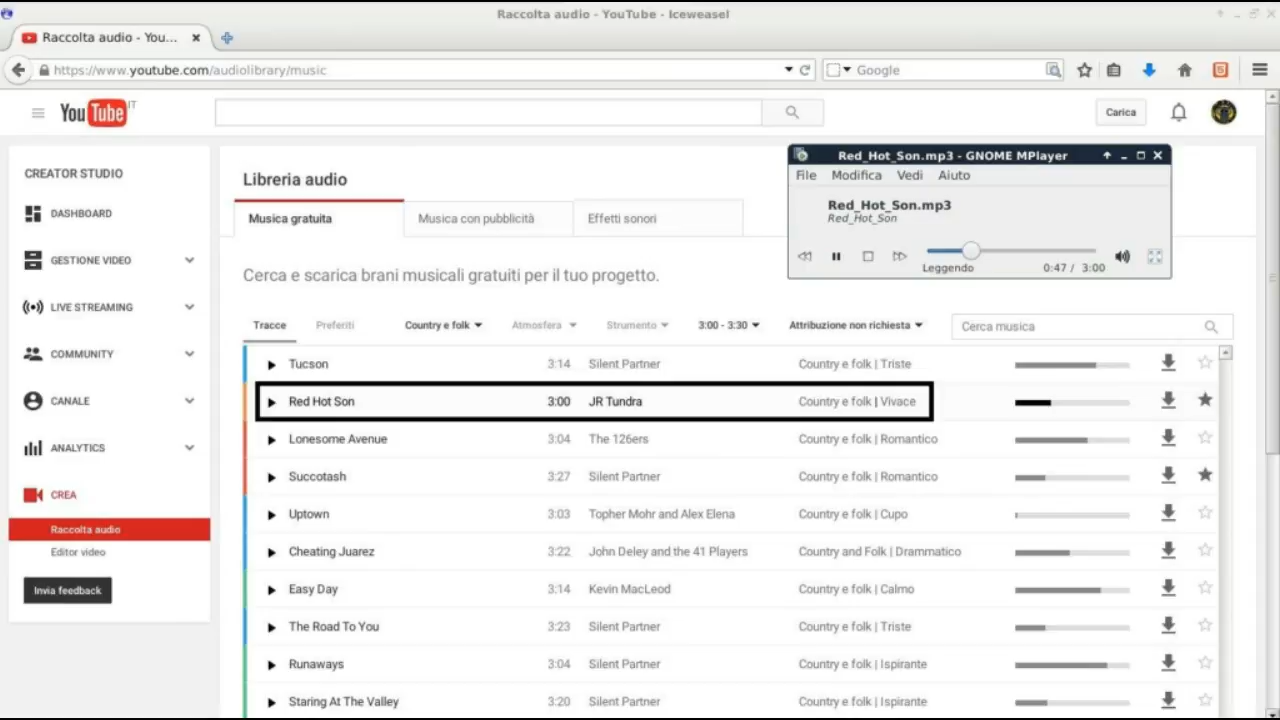 Raccolta audio - YouTube - Iceweasel
Raccolta audio - You...
https://www.youtube.com/audiolibrary/music
Google
YouTube IT
Carica
CREATOR STUDIO
DASHBOARD
GESTIONE VIDEO
LIVE STREAMING
COMMUNITY
CANALE
ANALYTICS
CREA
Raccolta audio
Editor video
Invia feedback
Libreria audio
Musica gratuita Musica con pubblicità Effetti sonori
Cerca e scarica brani musicali gratuiti per il tuo progetto.
Red_Hot_Son.mp3 - GNOME MPlayer
File Modifica Vedi Aiuto
Red_Hot_Son.mp3
Red_Hot_Son
Leggendo 0:47 / 3:00
Tracce Preferiti Country e folk Atmosfera Strumento 3:00 - 3:30 Attribuzione non richiesta Cerca musica
Tucson 3:14 Silent Partner Country e folk | Triste
Red Hot Son 3:00 JR Tundra Country e folk | Vivace
Lonesome Avenue 3:04 The 126ers Country e folk | Romantico
Succotash 3:27 Silent Partner Country e folk | Romantico
Uptown 3:03 Topher Mohr and Alex Elena Country e folk | Cupo
Cheating Juarez 3:22 John Deley and the 41 Players Country and Folk | Drammatico
Easy Day 3:14 Kevin MacLeod Country e folk | Calmo
The Road To You 3:23 Silent Partner Country e folk | Triste
Runaways 3:04 Silent Partner Country e folk | Ispirante
Staring At The Valley 3:20 Silent Partner Country e folk | Ispirante